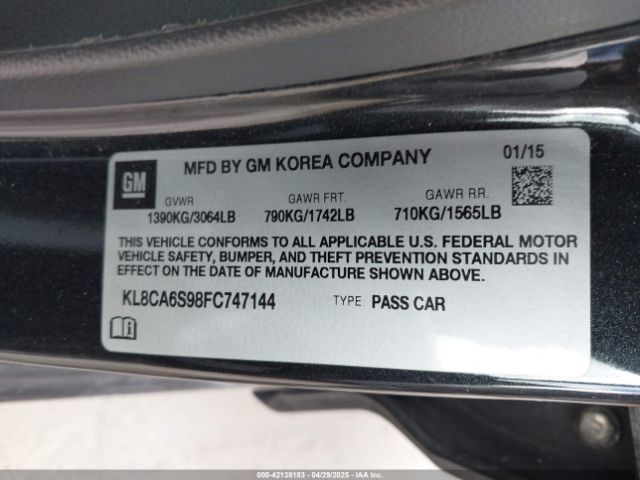 GM
MFD BY GM KOREA COMPANY
01/15
GVWR GAWR FRT. GAWR RR.
1390KG/3064LB 790KG/1742LB 710KG/1565LB
THIS VEHICLE CONFORMS TO ALL APPLICABLE U.S. FEDERAL MOTOR
VEHICLE SAFETY, BUMPER, AND THEFT PREVENTION STANDARDS IN
EFFECT ON THE DATE OF MANUFACTURE SHOWN ABOVE.
KL8CA6S98FC747144 TYPE: PASS CAR
000-42138183 04/29/2025 IAAI.COM